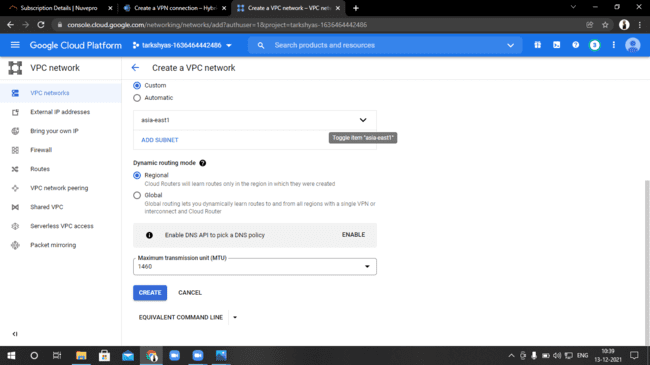 Subscription Details | Nuvepro
Create a VPN connection – Hybri
Create a VPC network – VPC net
console.cloud.google.com/networking/networks/add?authuser=1&project=tarkshyas-1636464442486
Google Cloud Platform
tarkshyas-1636464442486
Search products and resources
3
VPC network
Create a VPC network
VPC networks
External IP addresses
Bring your own IP
Firewall
Routes
VPC network peering
Shared VPC
Serverless VPC access
Packet mirroring
Custom
Automatic
asia-east1
Toggle item "asia-east1"
ADD SUBNET
Dynamic routing mode
Regional
Cloud Routers will learn routes only in the region in which they were created
Global
Global routing lets you dynamically learn routes to and from all regions with a single VPN or
interconnect and Cloud Router
Enable DNS API to pick a DNS policy
ENABLE
Maximum transmission unit (MTU)
1460
CREATE
CANCEL
EQUIVALENT COMMAND LINE
ENG
10:39
13-12-2021